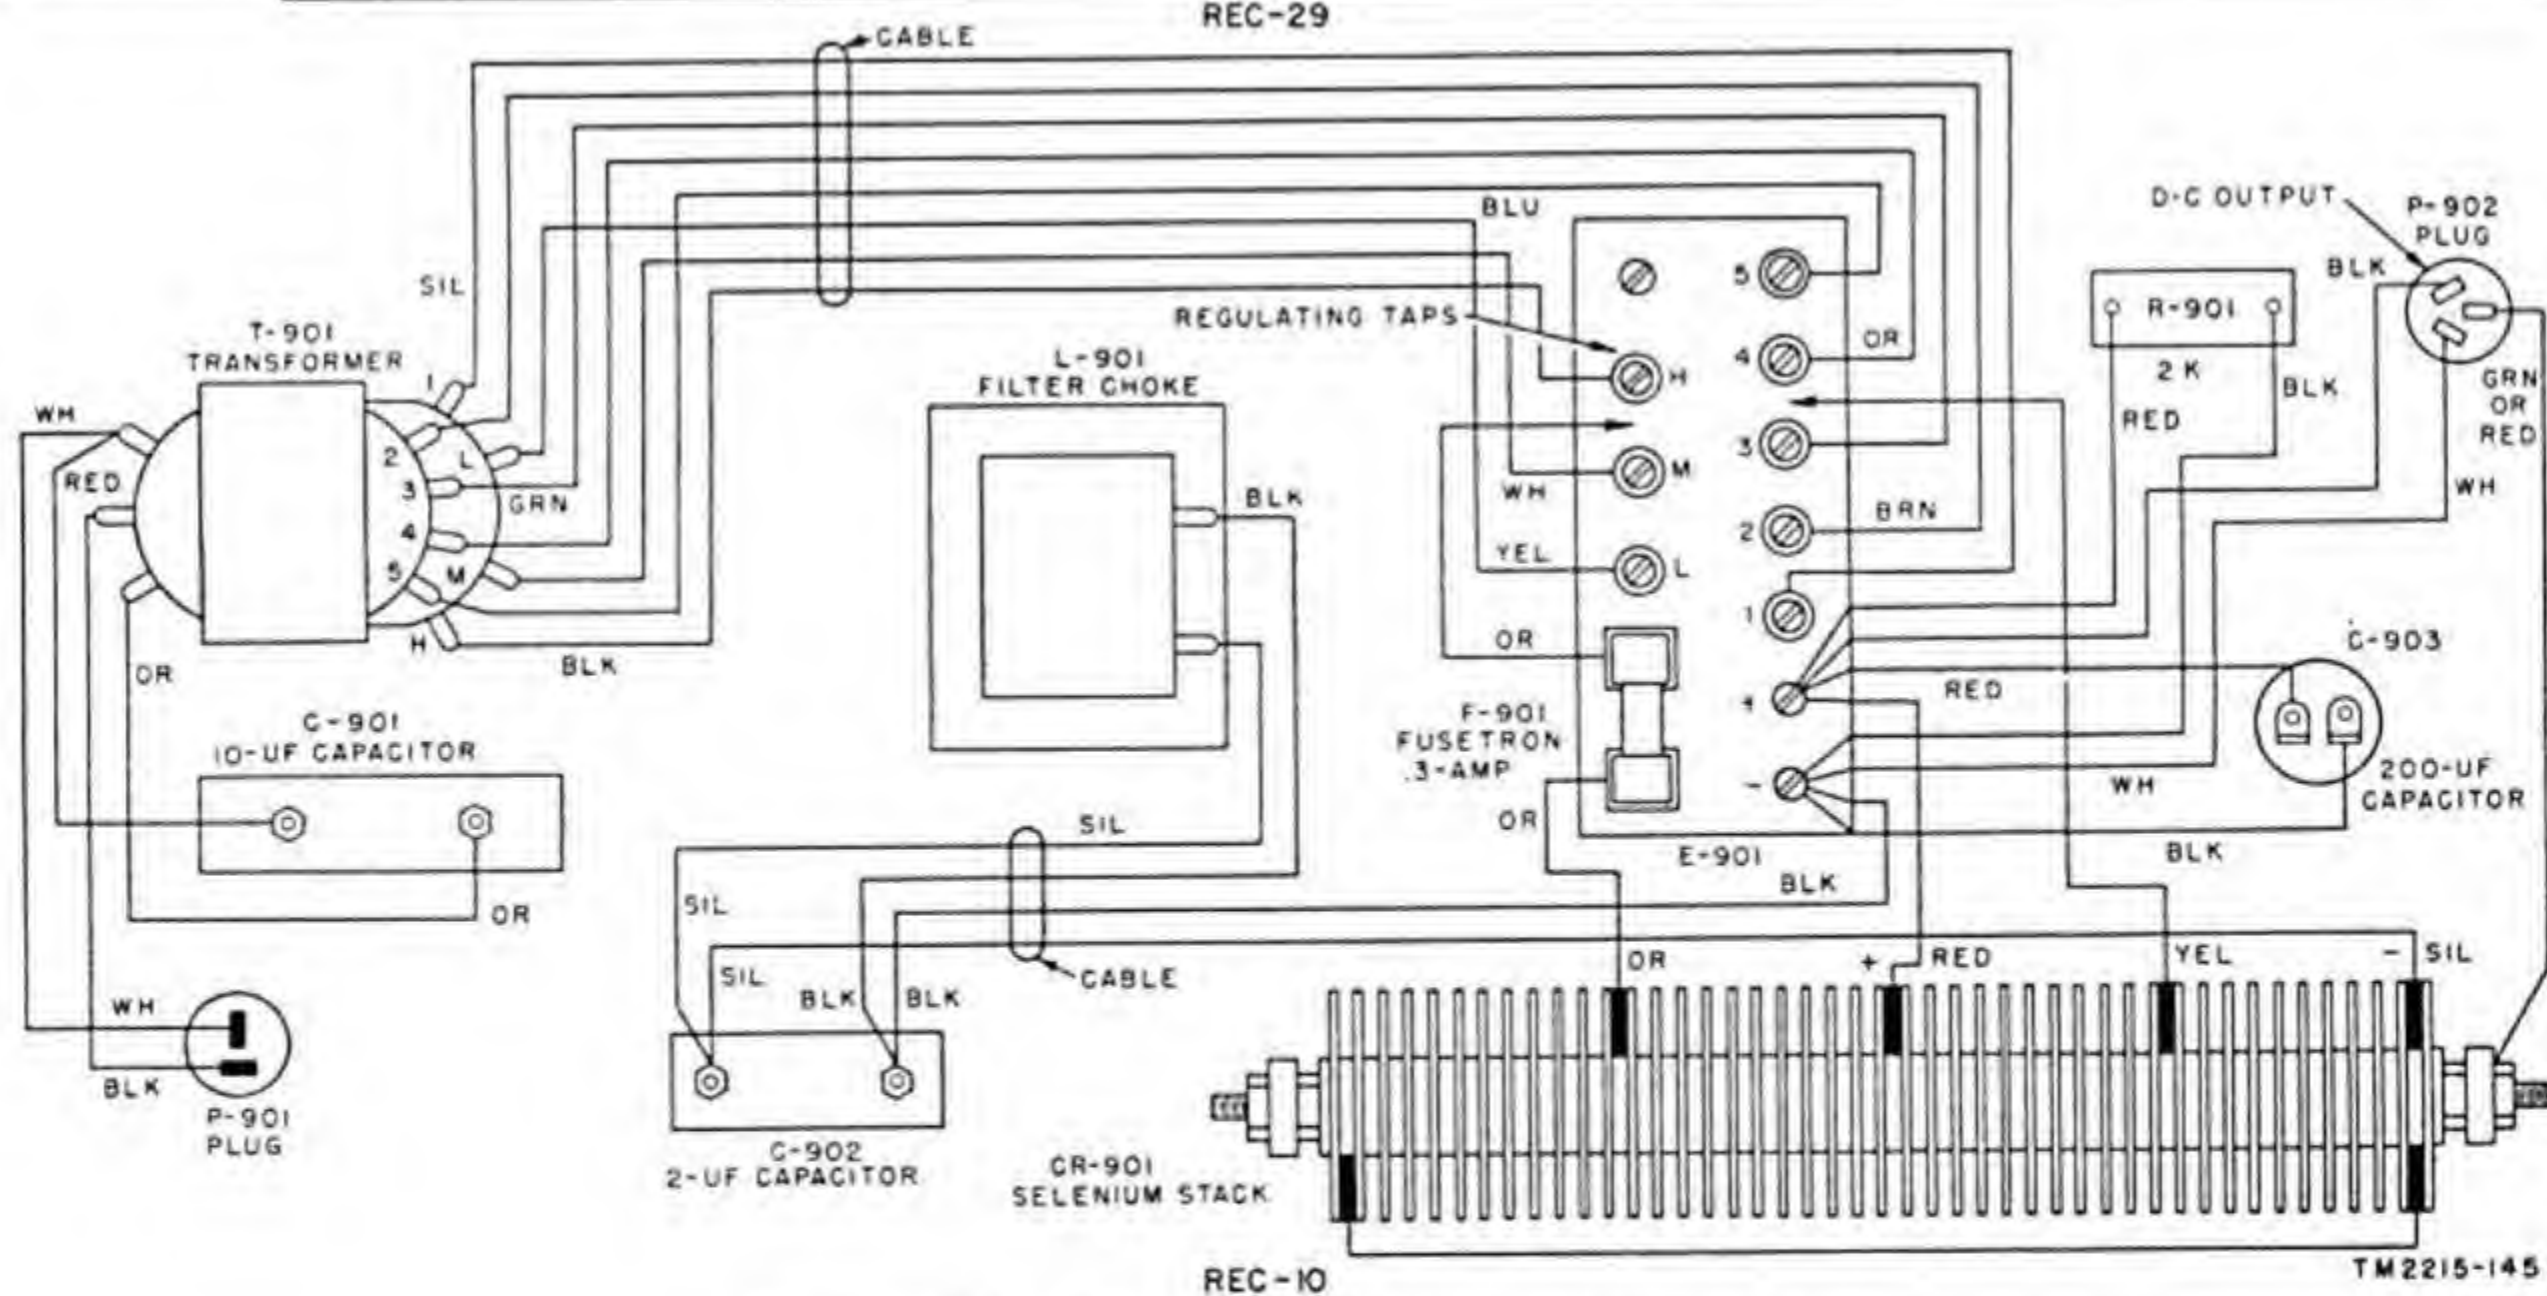 REC-29
CABLE
SIL
BLU
D-C OUTPUT
P-902
PLUG
BLK
REGULATING TAPS
T-901
TRANSFORMER
L-901
FILTER CHOKE
5
H
4
OR
R-901
2 K
BLK
RED
GRN
OR
RED
WH
WH
1
2
L
3
GRN
4
5
M
H
RED
OR
BLK
BLK
3
M
WH
2
BRN
YEL
L
1
OR
+
RED
C-903
200-UF
CAPACITOR
C-901
10-UF CAPACITOR
OR
F-901
FUSETRON
.3-AMP
OR
-
WH
BLK
E-901
BLK
SIL
SIL
SIL
BLK
BLK
CABLE
OR
+
RED
YEL
-
SIL
WH
BLK
P-901
PLUG
C-902
2-UF CAPACITOR
CR-901
SELENIUM STACK
REC-10
TM2215-145